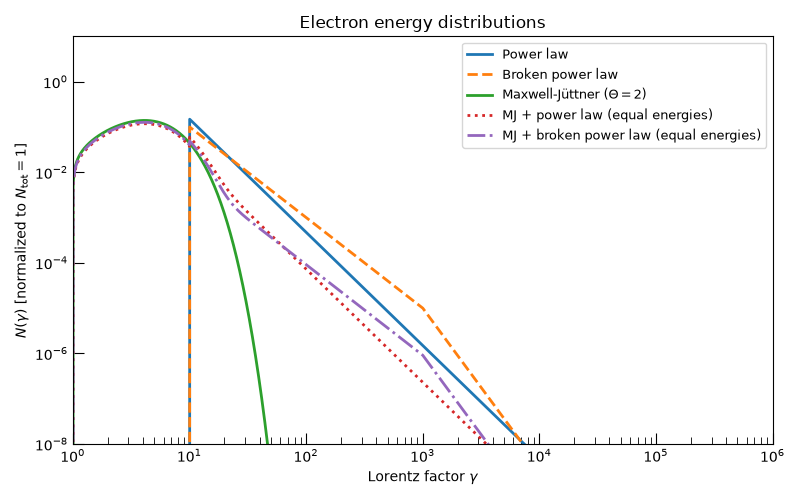 Electron energy distributions
Power law
Broken power law
Maxwell-Jüttner (Θ = 2)
MJ + power law (equal energies)
MJ + broken power law (equal energies)
N(γ) [normalized to N_tot = 1]
10⁰
10⁻²
10⁻⁴
10⁻⁶
10⁻⁸
10⁰ 10¹ 10² 10³ 10⁴ 10⁵ 10⁶
Lorentz factor γ